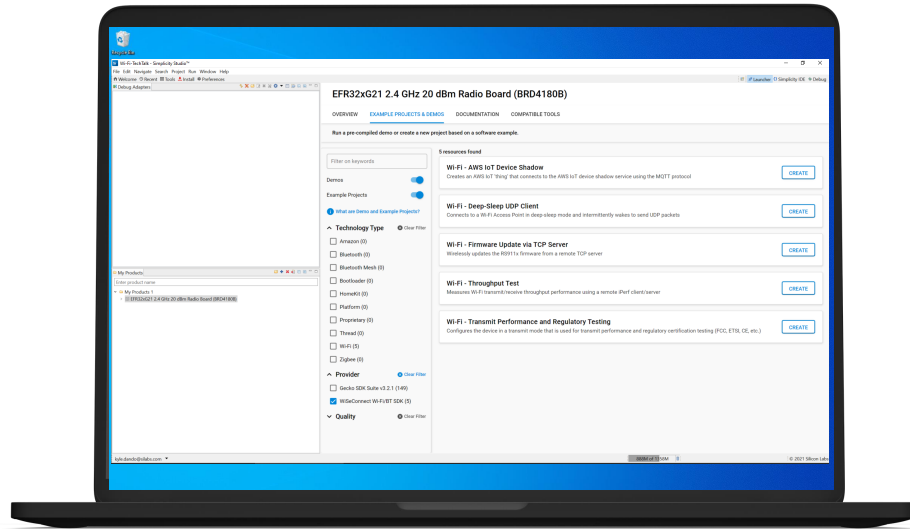 Recycle Bin
Wi-Fi-TechTalk - Simplicity Studio™
File Edit Navigate Search Project Run Window Help
Welcome Recent Tools Install Preferences
Launcher Simplicity IDE Debug
Debug Adapters
EFR32xG21 2.4 GHz 20 dBm Radio Board (BRD4180B)
OVERVIEW EXAMPLE PROJECTS & DEMOS DOCUMENTATION COMPATIBLE TOOLS
Run a pre-compiled demo or create a new project based on a software example.
Filter on keywords
Demos
Example Projects
What are Demo and Example Projects?
Technology Type Clear Filter
Amazon (0)
Bluetooth (0)
Bluetooth Mesh (0)
Bootloader (0)
HomeKit (0)
Platform (0)
Proprietary (0)
Thread (0)
Wi-Fi (5)
Zigbee (0)
Provider Clear Filter
Gecko SDK Suite v3.2.1 (149)
WiSeConnect Wi-Fi/BT SDK (5)
Quality Clear Filter
5 resources found
Wi-Fi - AWS IoT Device Shadow
Creates an AWS IoT 'thing' that connects to the AWS IoT device shadow service using the MQTT protocol
CREATE
Wi-Fi - Deep-Sleep UDP Client
Connects to a Wi-Fi Access Point in deep-sleep mode and intermittently wakes to send UDP packets
CREATE
Wi-Fi - Firmware Update via TCP Server
Wirelessly updates the RS911x firmware from a remote TCP server
CREATE
Wi-Fi - Throughput Test
Measures Wi-Fi transmit/receive throughput performance using a remote iPerf client/server
CREATE
Wi-Fi - Transmit Performance and Regulatory Testing
Configures the device in a transmit mode that is used for transmit performance and regulatory certification testing (FCC, ETSI, CE, etc.)
CREATE
My Products
Enter product name
My Products 1
EFR32xG21 2.4 GHz 20 dBm Radio Board (BRD4180B)
kyle.dando@silabs.com
© 2021 Silicon Labs